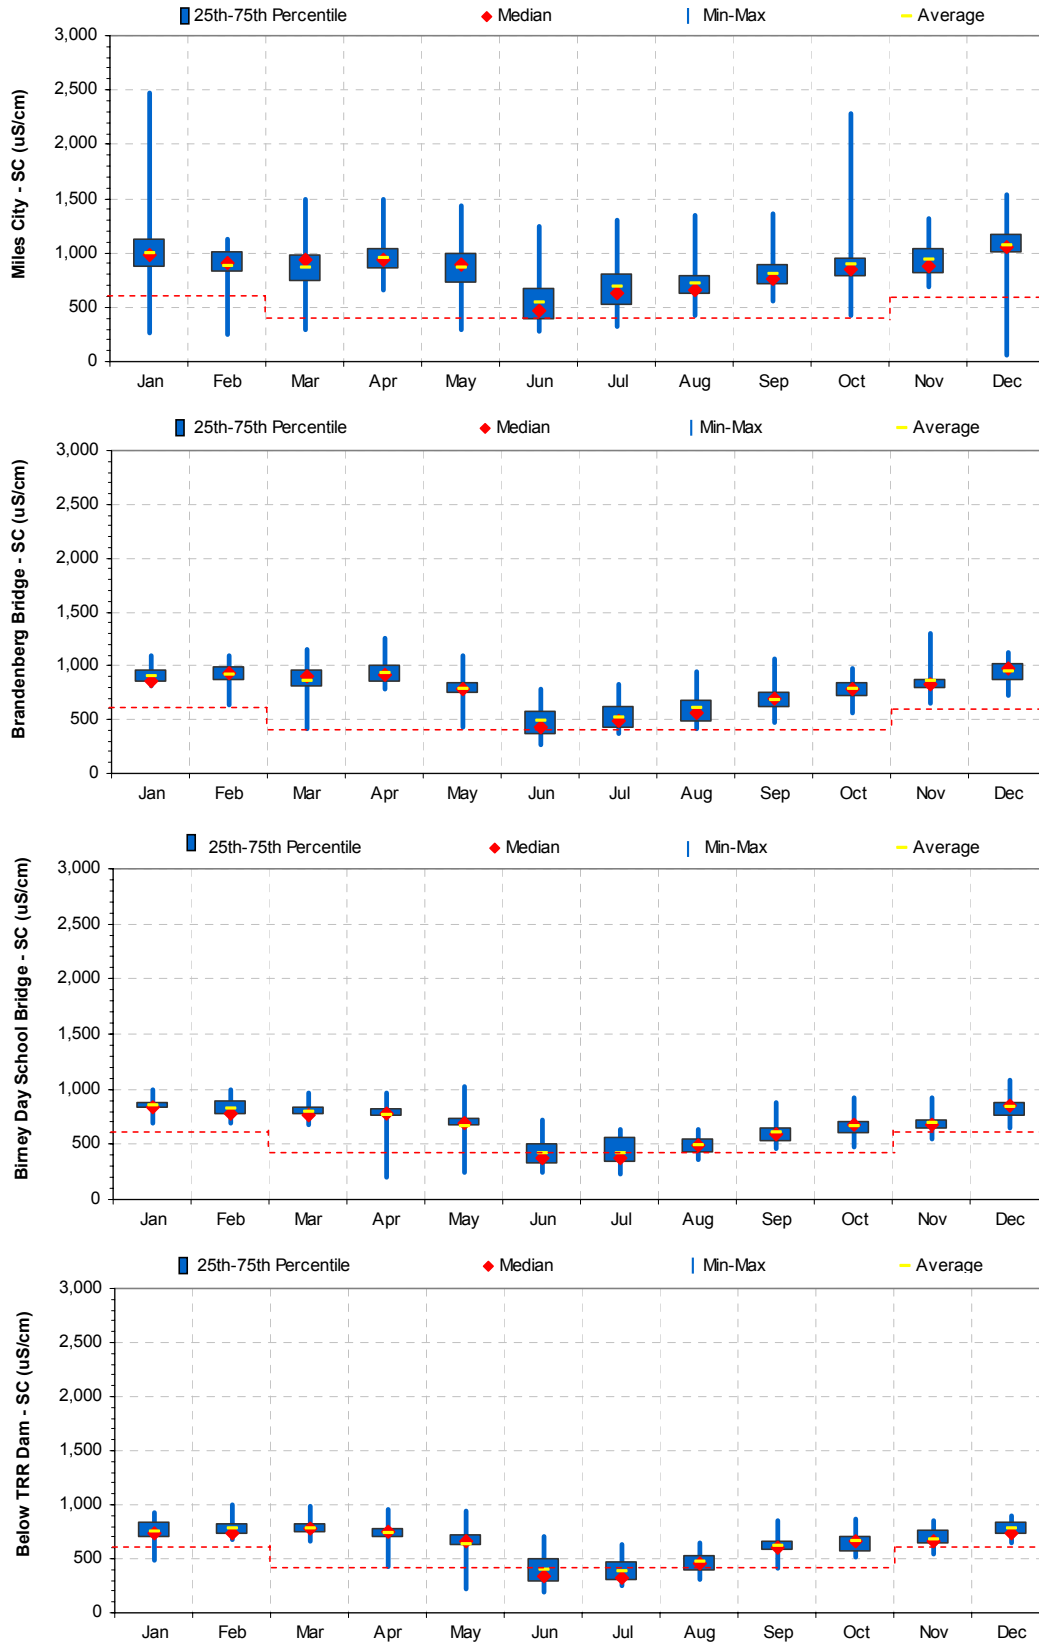 25th-75th Percentile Median Min-Max Average
Miles City - SC (uS/cm)
3,000
2,500
2,000
1,500
1,000
500
0
Jan Feb Mar Apr May Jun Jul Aug Sep Oct Nov Dec
25th-75th Percentile Median Min-Max Average
Brandenberg Bridge - SC (uS/cm)
3,000
2,500
2,000
1,500
1,000
500
0
Jan Feb Mar Apr May Jun Jul Aug Sep Oct Nov Dec
25th-75th Percentile Median Min-Max Average
Birney Day School Bridge - SC (uS/cm)
3,000
2,500
2,000
1,500
1,000
500
0
Jan Feb Mar Apr May Jun Jul Aug Sep Oct Nov Dec
25th-75th Percentile Median Min-Max Average
Below TRR Dam - SC (uS/cm)
3,000
2,500
2,000
1,500
1,000
500
0
Jan Feb Mar Apr May Jun Jul Aug Sep Oct Nov Dec